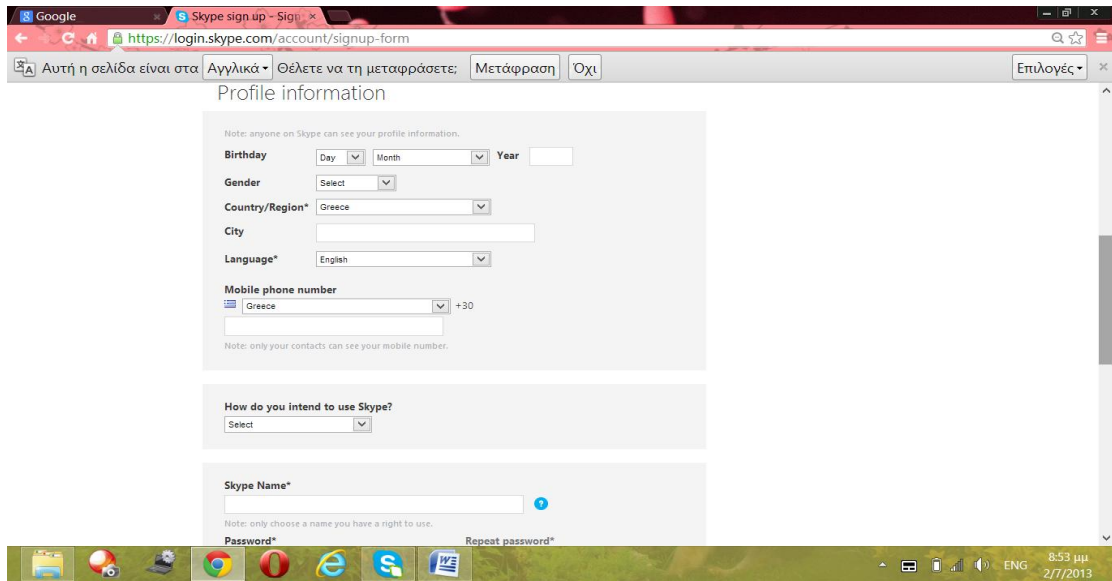 Google
Skype sign up - Sign
https://login.skype.com/account/signup-form
Αυτή η σελίδα είναι στα Αγγλικά Θέλετε να τη μεταφράσετε; Μετάφραση Όχι Επιλογές
Profile information
Note: anyone on Skype can see your profile information.
Birthday Day Month Year
Gender Select
Country/Region* Greece
City
Language* English
Mobile phone number
Greece +30
Note: only your contacts can see your mobile number.
How do you intend to use Skype?
Select
Skype Name*
Note: only choose a name you have a right to use.
Password* Repeat password*
ENG
8:53 μμ
2/7/2013